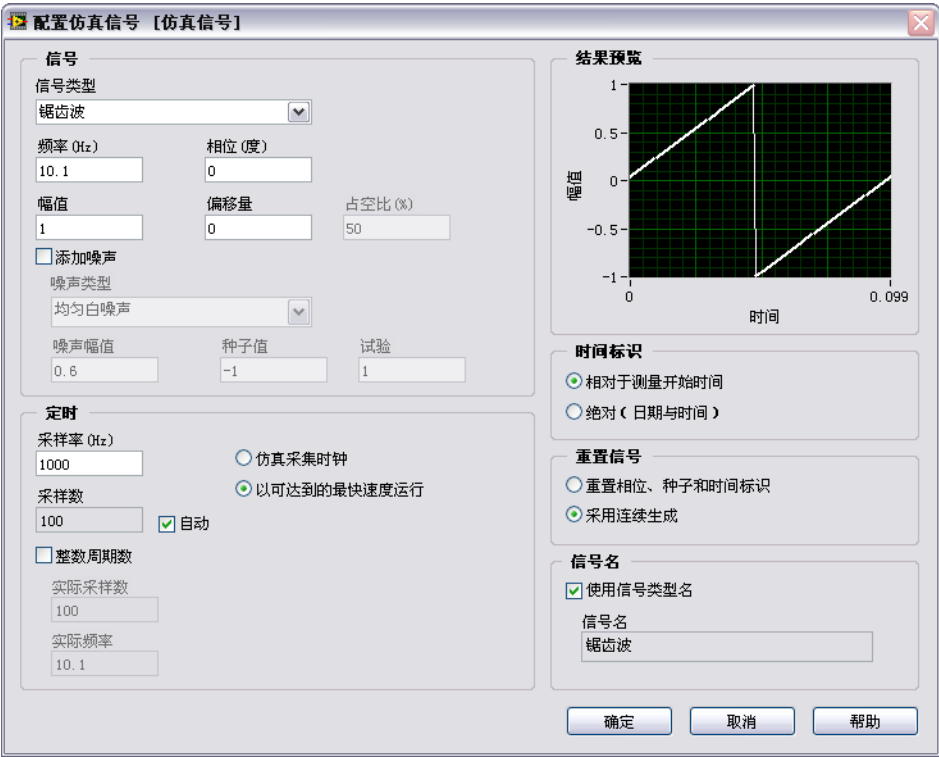 配置仿真信号 [仿真信号]
信号
信号类型
锯齿波
频率(Hz)
相位(度)
10.1
0
幅值
偏移量
占空比(%)
1
0
50
添加噪声
噪声类型
均匀白噪声
噪声幅值
种子值
试验
0.6
-1
1
定时
采样率(Hz)
1000
仿真采集时钟
以可达到的最快速度运行
采样数
100
自动
整数周期数
实际采样数
100
实际频率
10.1
结果预览
幅值
1
0.5
0
-0.5
-1
0
0.099
时间
时间标识
相对于测量开始时间
绝对(日期与时间)
重置信号
重置相位、种子和时间标识
采用连续生成
信号名
使用信号类型名
信号名
锯齿波
确定
取消
帮助